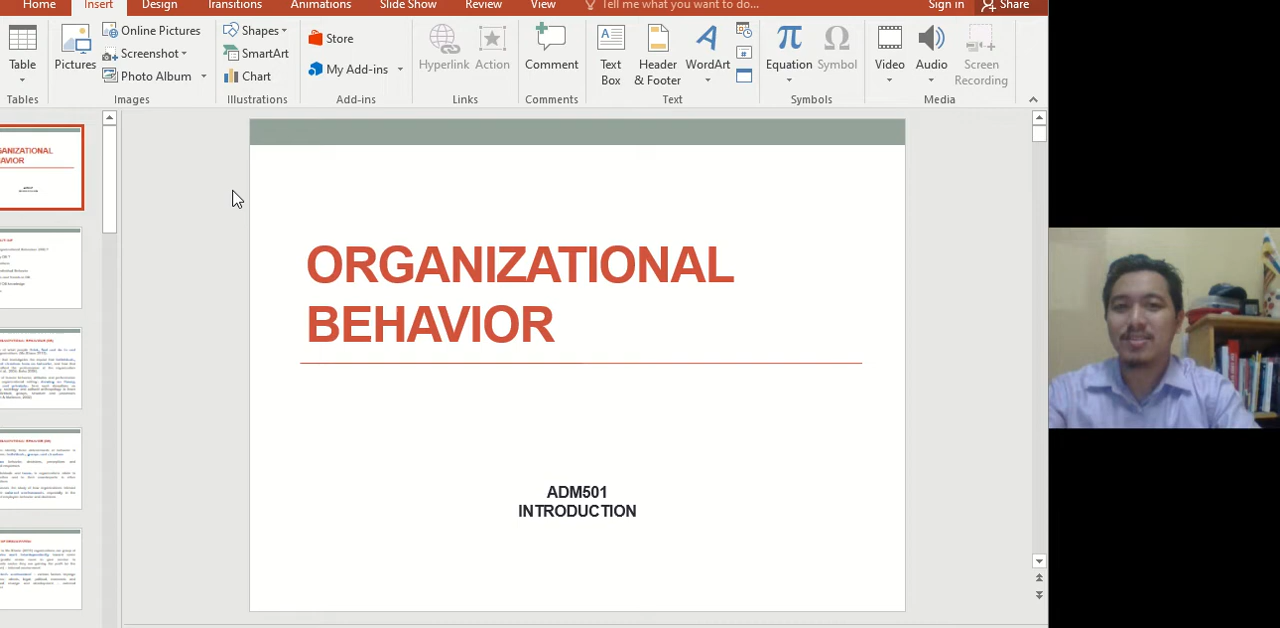 Home Insert Design Transitions Animations Slide Show Review View Tell me what you want to do... Sign in Share
Table
Pictures
Online Pictures
Screenshot
Photo Album
Shapes
SmartArt
Chart
Store
My Add-ins
Hyperlink
Action
Comment
Text
Box
Header
& Footer
WordArt
Equation
Symbol
Video
Audio
Screen
Recording
Tables Images Illustrations Add-ins Links Comments Text Symbols Media
ORGANIZATIONAL
BEHAVIOR
ADM501
INTRODUCTION